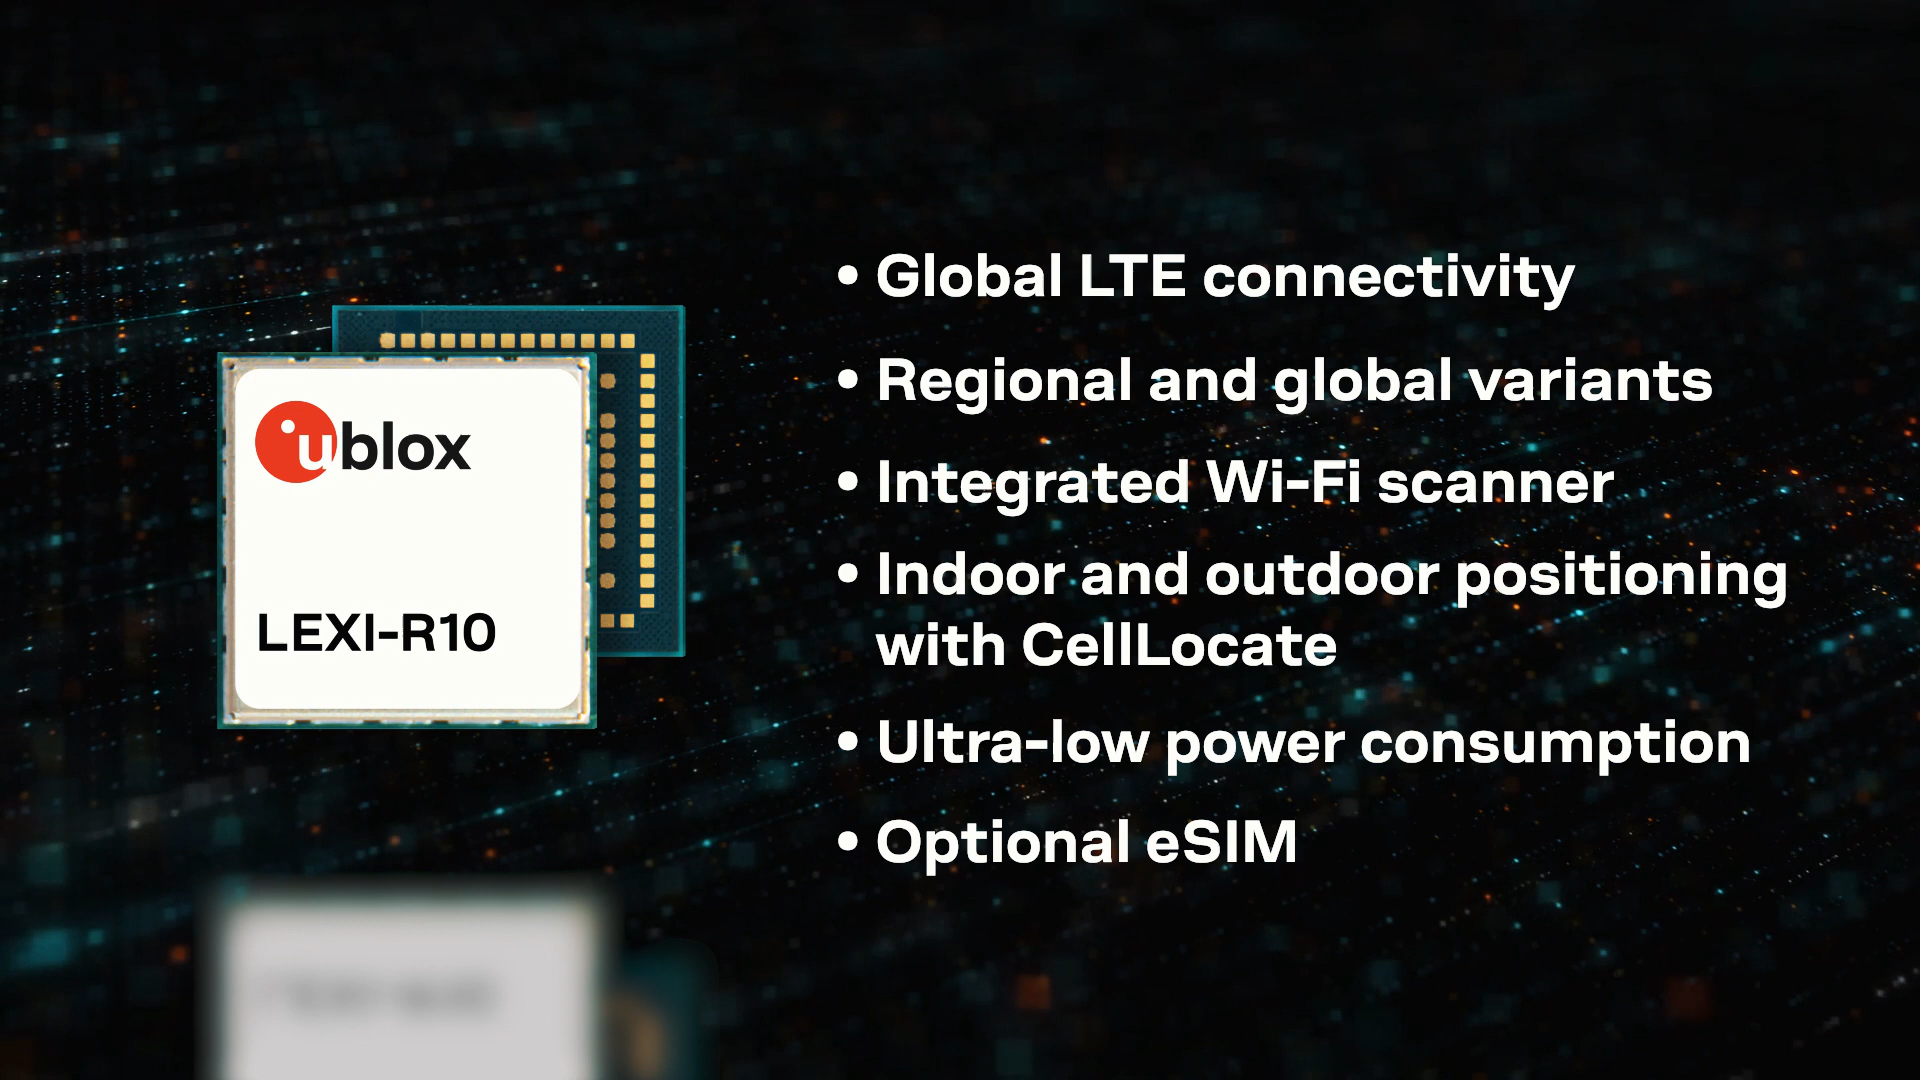 ublox
LEXI-R10
• Global LTE connectivity
• Regional and global variants
• Integrated Wi-Fi scanner
• Indoor and outdoor positioning
with CellLocate
• Ultra-low power consumption
• Optional eSIM